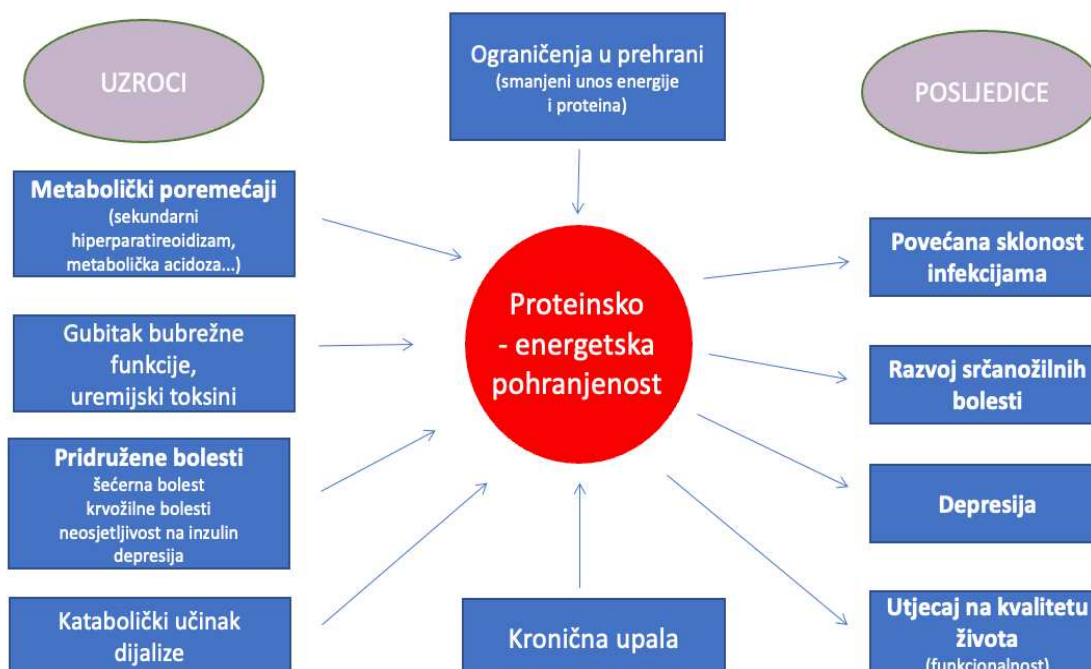 UZROCI
Ograničenja u prehrani
(smanjeni unos energije
i proteina)
POSLJEDICE
Metabolički poremećaji
(sekundarni
hiperparatireoidizam,
metabolička acidoza...)
Gubitak bubrežne
funkcije,
uremijski toksini
Pridružene bolesti
šećerna bolest
krvožilne bolesti
neosjetljivost na inzulin
depresija
Katabolički učinak
dijalize
Proteinsko
- energetska
pohranjenost
Kronična upala
Povećana sklonost
infekcijama
Razvoj srčanožilnih
bolesti
Depresija
Utjecaj na kvalitetu
života
(funkcionalnost)